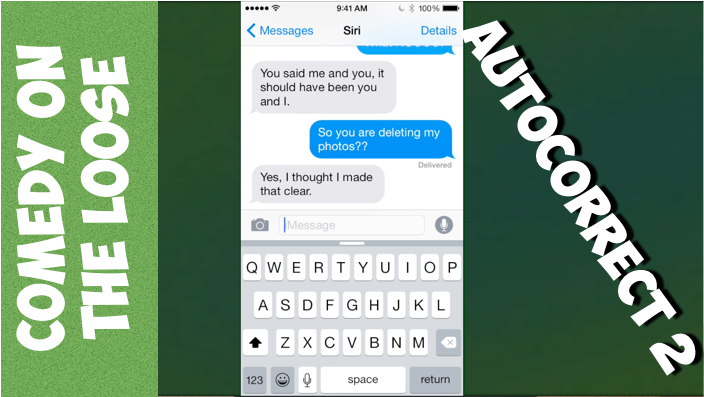 COMEDY ON
THE LOOSE
9:41 AM
100%
Messages
Siri
Details
You said me and you, it
should have been you
and I.
So you are deleting my
photos??
Delivered
Yes, I thought I made
that clear.
iMessage
Q W E R T Y U I O P
A S D F G H J K L
Z X C V B N M
123
space
return
AUTOCORRECT 2